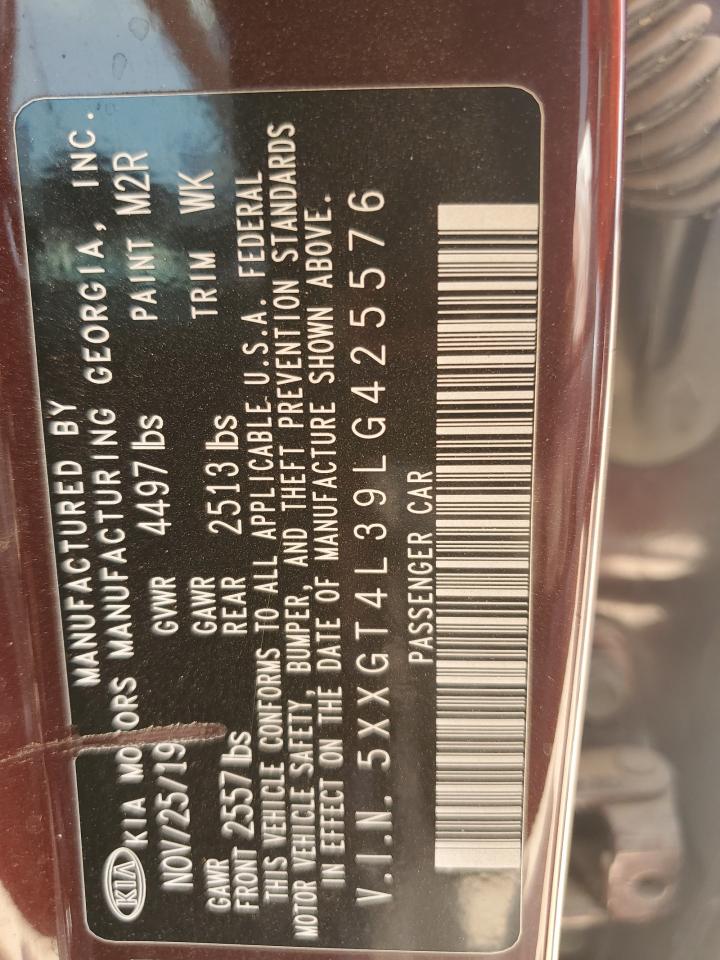 MANUFACTURED BY
KIA KIA MOTORS MANUFACTURING GEORGIA, INC.
NOV/25/19 GVWR 4497 lbs PAINT M2R
GAWR FRONT 2557 lbs GAWR REAR 2513 lbs TRIM WK
THIS VEHICLE CONFORMS TO ALL APPLICABLE U.S.A. FEDERAL
MOTOR VEHICLE SAFETY, BUMPER, AND THEFT PREVENTION STANDARDS
IN EFFECT ON THE DATE OF MANUFACTURE SHOWN ABOVE.
V.I.N. 5XXGT4L39LG425576
PASSENGER CAR